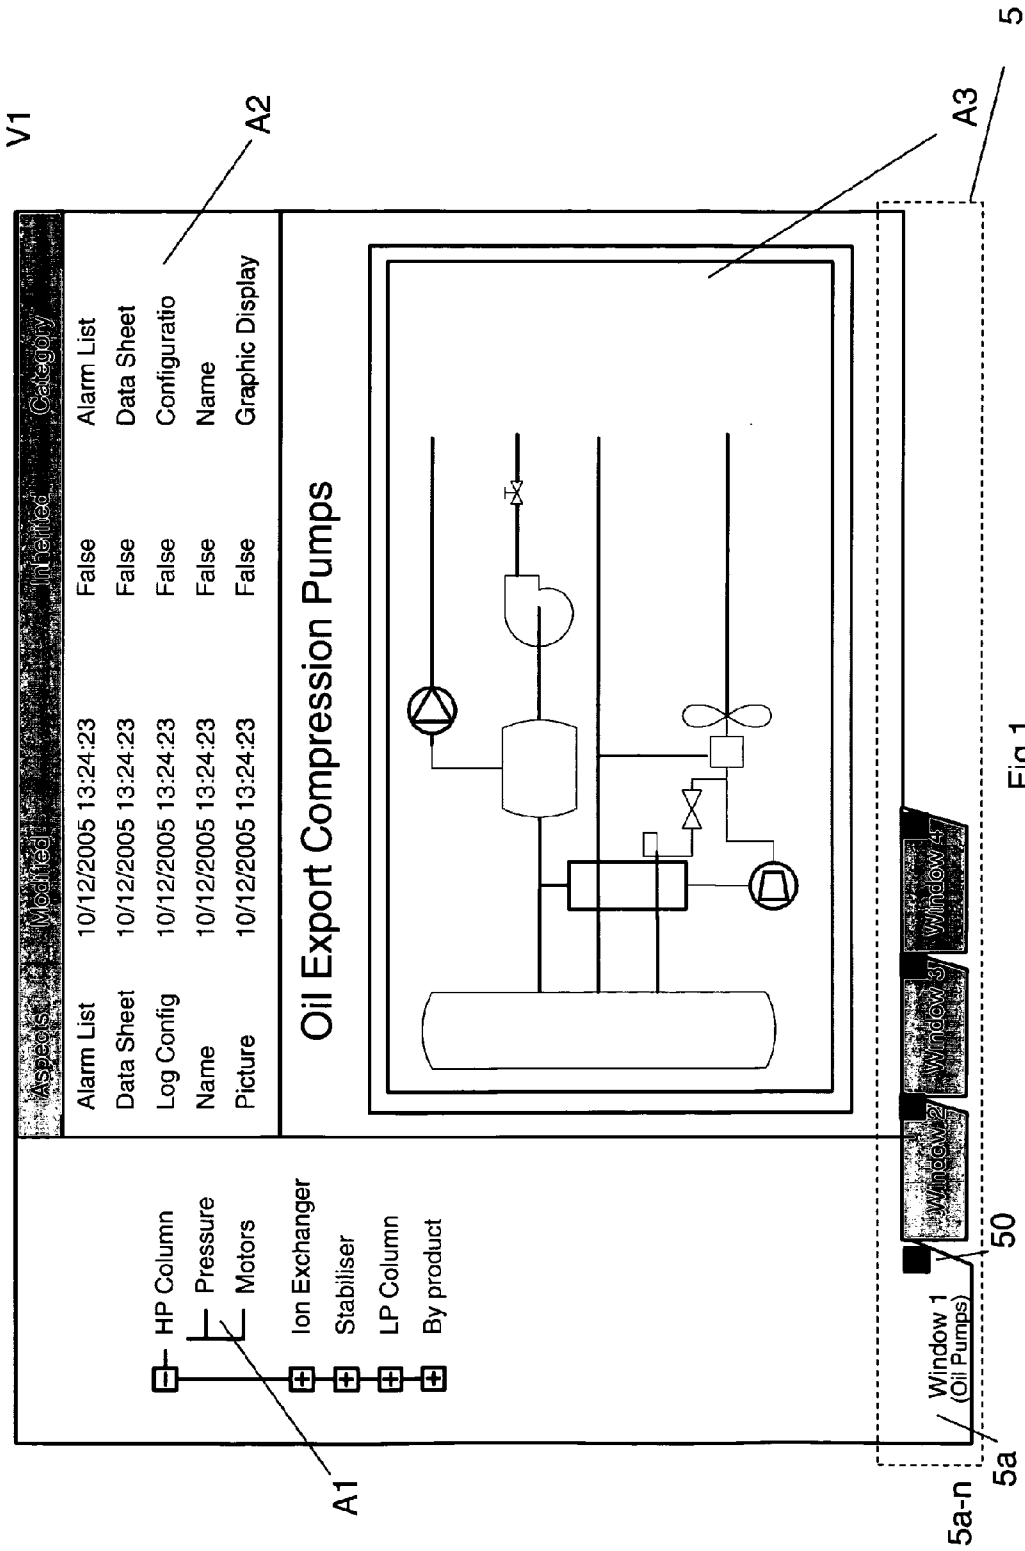 V1
Aspects Modified Inherited Category
Alarm List 10/12/2005 13:24:23 False Alarm List
Data Sheet 10/12/2005 13:24:23 False Data Sheet
Log Config 10/12/2005 13:24:23 False Configuratio
Name 10/12/2005 13:24:23 False Name
Picture 10/12/2005 13:24:23 False Graphic Display
A2
HP Column
Pressure
Motors
Ion Exchanger
Stabiliser
LP Column
By product
A1
Oil Export Compression Pumps
A3
Window 1
(Oil Pumps)
Window 2
Window 3
Window 4
5
50
5a
5a-n
Fig 1